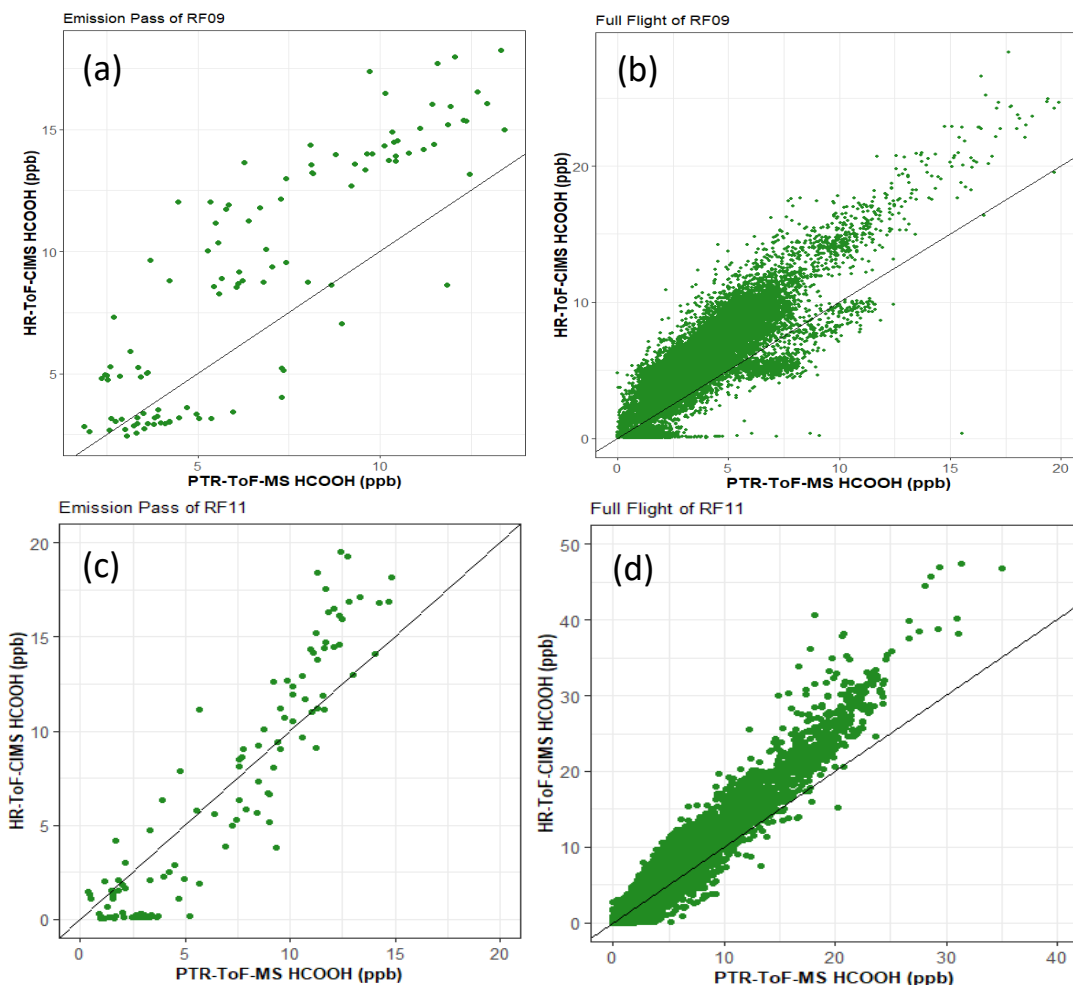 Emission Pass of RF09
(a)
HR-ToF-CIMS HCOOH (ppb)
15
10
5
5
10
PTR-ToF-MS HCOOH (ppb)
Full Flight of RF09
(b)
HR-ToF-CIMS HCOOH (ppb)
20
10
0
0
5
10
15
20
PTR-ToF-MS HCOOH (ppb)
Emission Pass of RF11
(c)
HR-ToF-CIMS HCOOH (ppb)
20
15
10
5
0
0
5
10
15
20
PTR-ToF-MS HCOOH (ppb)
Full Flight of RF11
(d)
HR-ToF-CIMS HCOOH (ppb)
50
40
30
20
10
0
0
10
20
30
40
PTR-ToF-MS HCOOH (ppb)